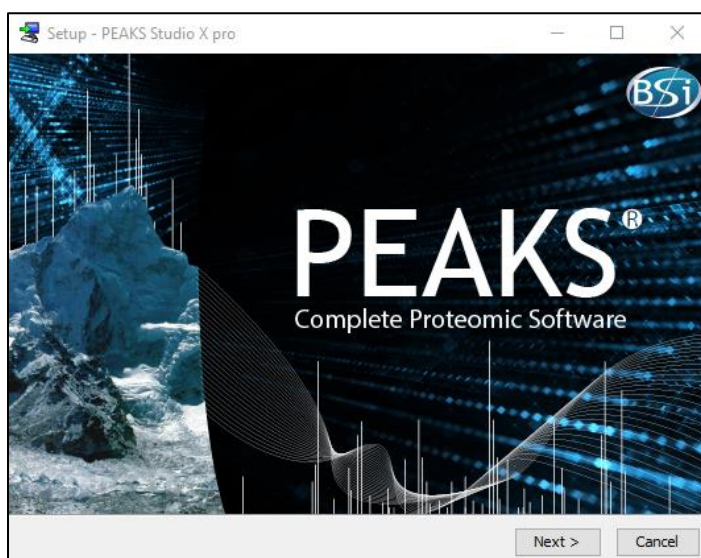 Setup - PEAKS Studio X pro
BSi
PEAKS®
Complete Proteomic Software
Next >
Cancel